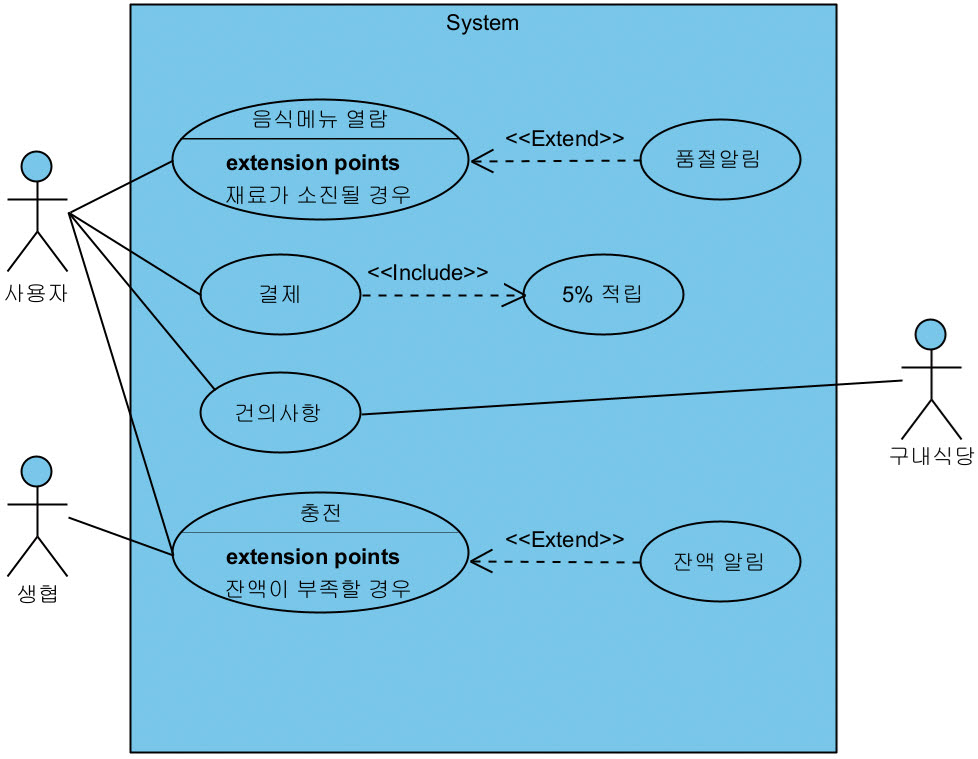 System
음식메뉴 열람
extension points
재료가 소진될 경우
<<Extend>>
품절알림
사용자
결제
<<Include>>
5% 적립
건의사항
구내식당
생협
충전
extension points
잔액이 부족할 경우
<<Extend>>
잔액 알림